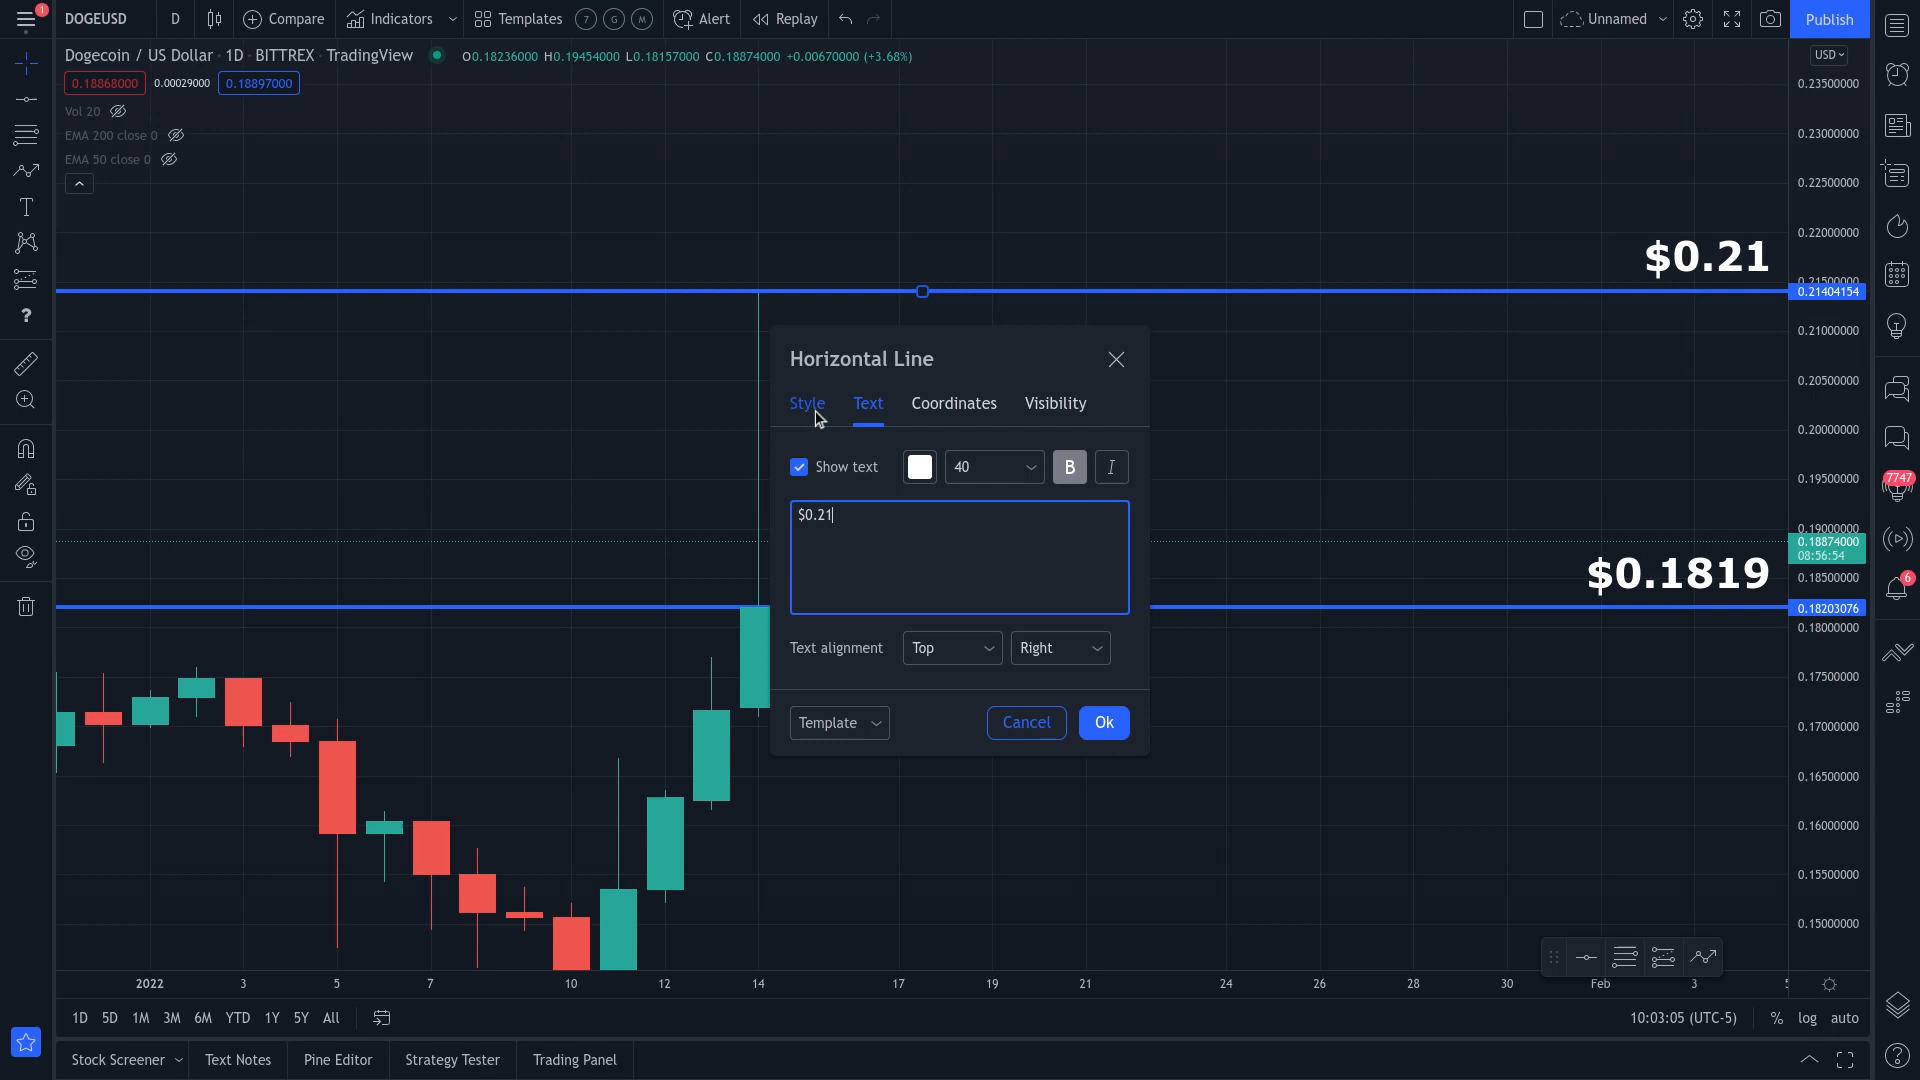 1
DOGEUSD D Compare Indicators Templates 7 G M Alert Replay Unnamed Publish
Dogecoin / US Dollar · 1D · BITTREX · TradingView O0.18236000 H0.19454000 L0.18157000 C0.18874000 +0.00670000 (+3.68%) USD
0.18868000 0.00029000 0.18897000
Vol 20
EMA 200 close 0
EMA 50 close 0
0.23500000
0.23000000
0.22500000
0.22000000
$0.21
0.21500000
0.21404154
0.21000000
0.20500000
0.20000000
0.19500000
0.19000000
0.18874000
08:56:54
0.18500000
$0.1819
0.18203076
0.18000000
0.17500000
0.17000000
0.16500000
0.16000000
0.15500000
0.15000000
7747
6
Horizontal Line
Style Text Coordinates Visibility
Show text 40 B I
$0.21
Text alignment Top Right
Template Cancel Ok
2022 3 5 7 10 12 14 17 19 21 24 26 28 30 Feb 3
1D 5D 1M 3M 6M YTD 1Y 5Y All 10:03:05 (UTC-5) % log auto
Stock Screener Text Notes Pine Editor Strategy Tester Trading Panel